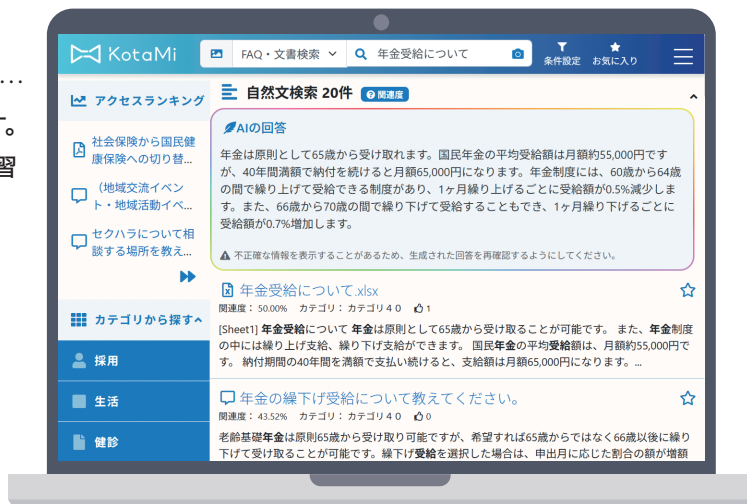 …
す。
習
KotaMi
FAQ・文書検索
年金受給について
条件設定
お気に入り
アクセスランキング
社会保険から国民健
康保険への切り替...
（地域交流イベン
ト・地域活動イベ...
セクハラについて相
談する場所を教え...
カテゴリから探す
採用
生活
健診
自然文検索 20件
関連度
AIの回答
年金は原則として65歳から受け取れます。国民年金の平均受給額は月額約55,000円です
が、40年間満額で納付を続けると月額65,000円になります。年金制度には、60歳から64歳
の間で繰り上げて受給できる制度があり、1ヶ月繰り上げるごとに受給額が0.5%減少しま
す。また、66歳から70歳の間で繰り下げて受給することもでき、1ヶ月繰り下げるごとに
受給額が0.7%増加します。
不正確な情報を表示することがあるため、生成された回答を再確認するようにしてください。
年金受給について.xlsx
関連度： 50.00% カテゴリ： カテゴリ４０ 1
[Sheet1] 年金受給について 年金は原則として65歳から受け取ることが可能です。 また、年金制度
の中には繰り上げ支給、繰り下げ支給ができます。 国民年金の平均受給額は、月額約55,000円で
す。 納付期間の40年間を満額で支払い続けると、支給額は月額65,000円になります。...
年金の繰下げ受給について教えてください。
関連度： 43.52% カテゴリ： カテゴリ４０ 0
老齢基礎年金は原則65歳から受け取り可能ですが、希望すれば65歳からではなく66歳以後に繰り
下げて受け取ることが可能です。繰下げ受給を選択した場合は、申出月に応じた割合の額が増額